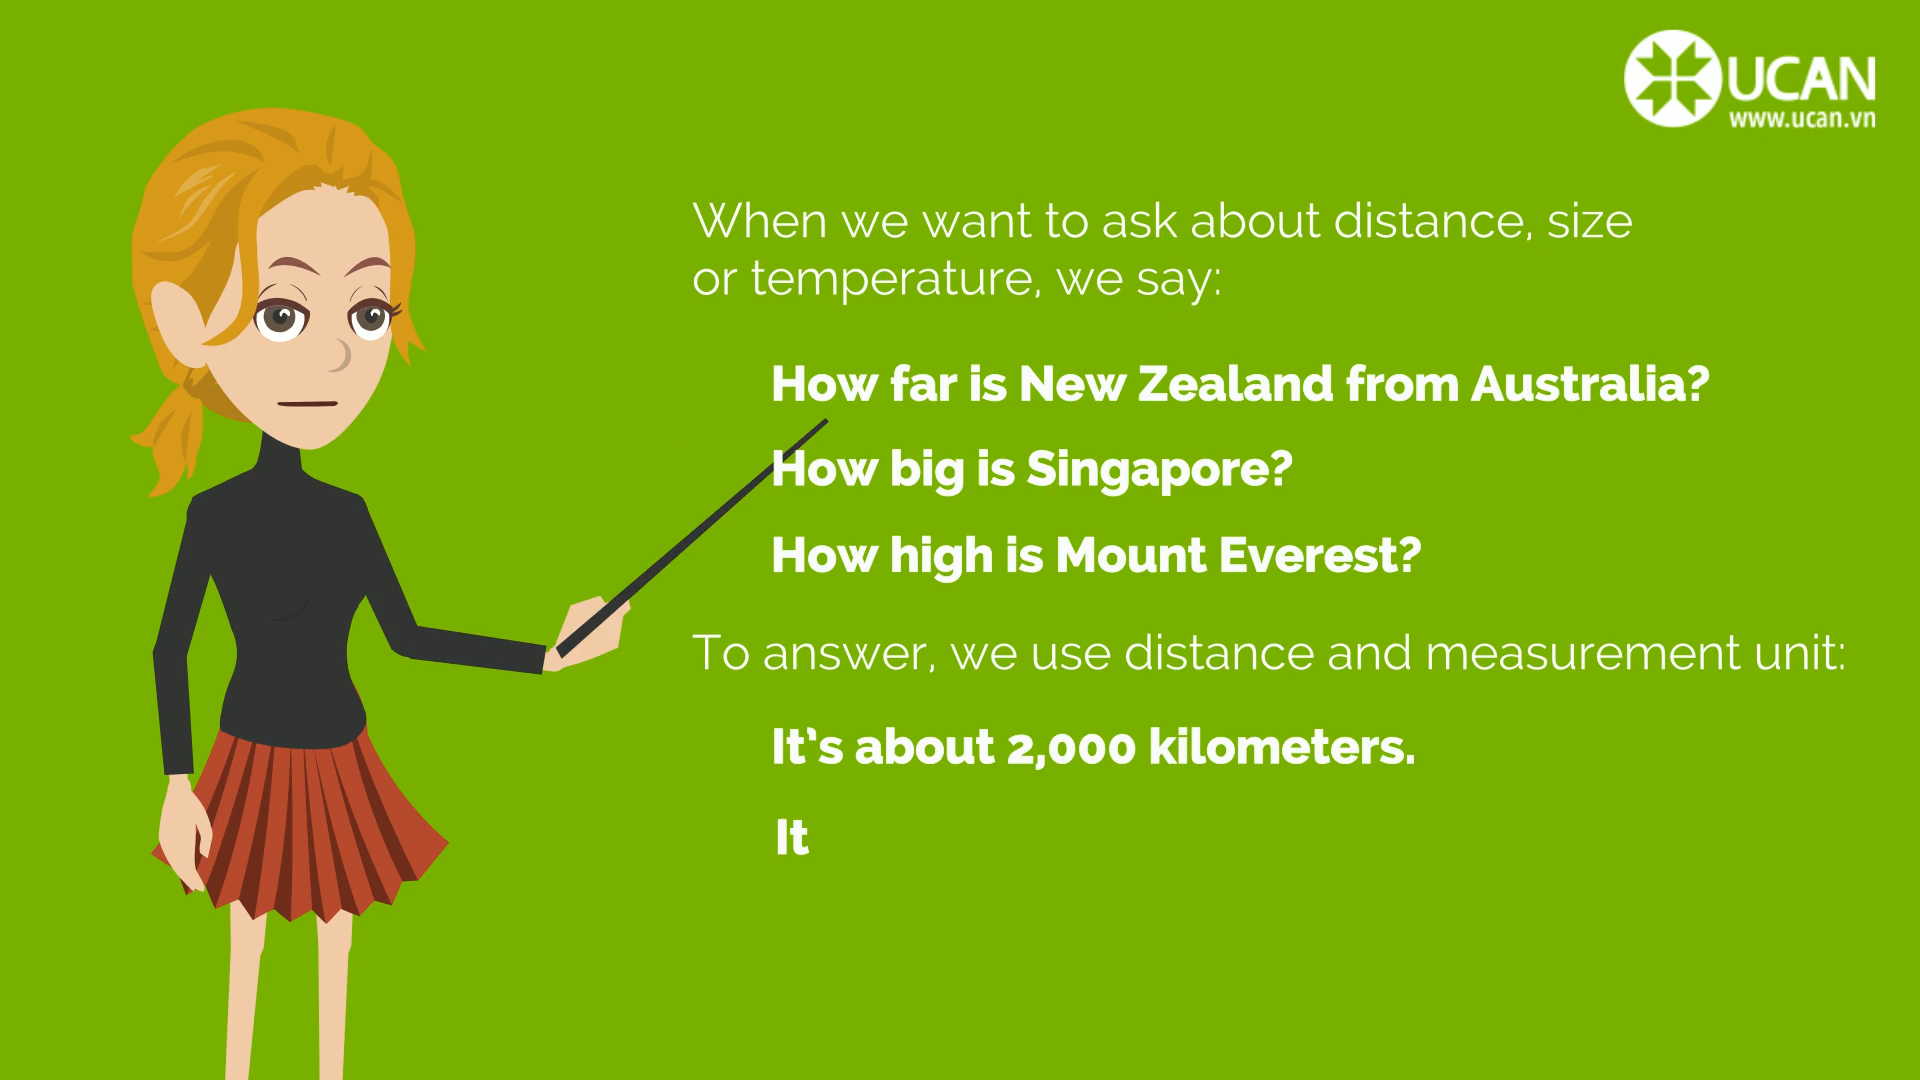 UCAN
www.ucan.vn
When we want to ask about distance, size
or temperature, we say:
How far is New Zealand from Australia?
How big is Singapore?
How high is Mount Everest?
To answer, we use distance and measurement unit:
It's about 2,000 kilometers.
It